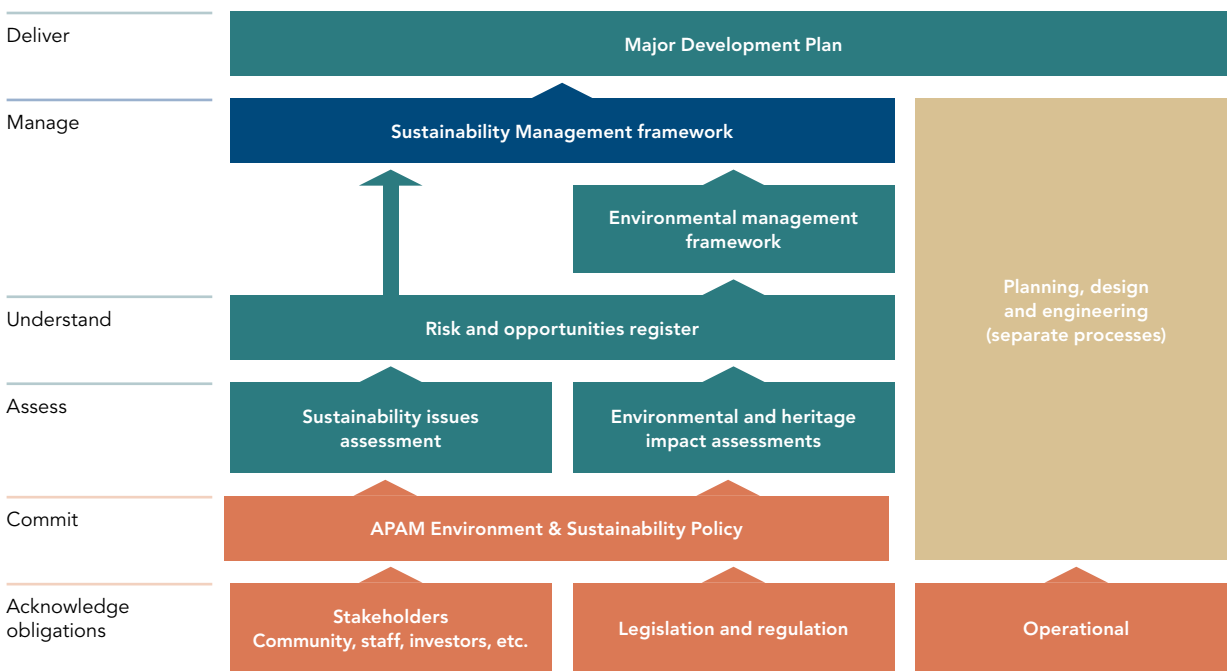 Deliver
Major Development Plan
Manage
Sustainability Management framework
Environmental management
framework
Planning, design
and engineering
(separate processes)
Understand
Risk and opportunities register
Assess
Sustainability issues
assessment
Environmental and heritage
impact assessments
Commit
APAM Environment & Sustainability Policy
Acknowledge
obligations
Stakeholders
Community, staff, investors, etc.
Legislation and regulation
Operational